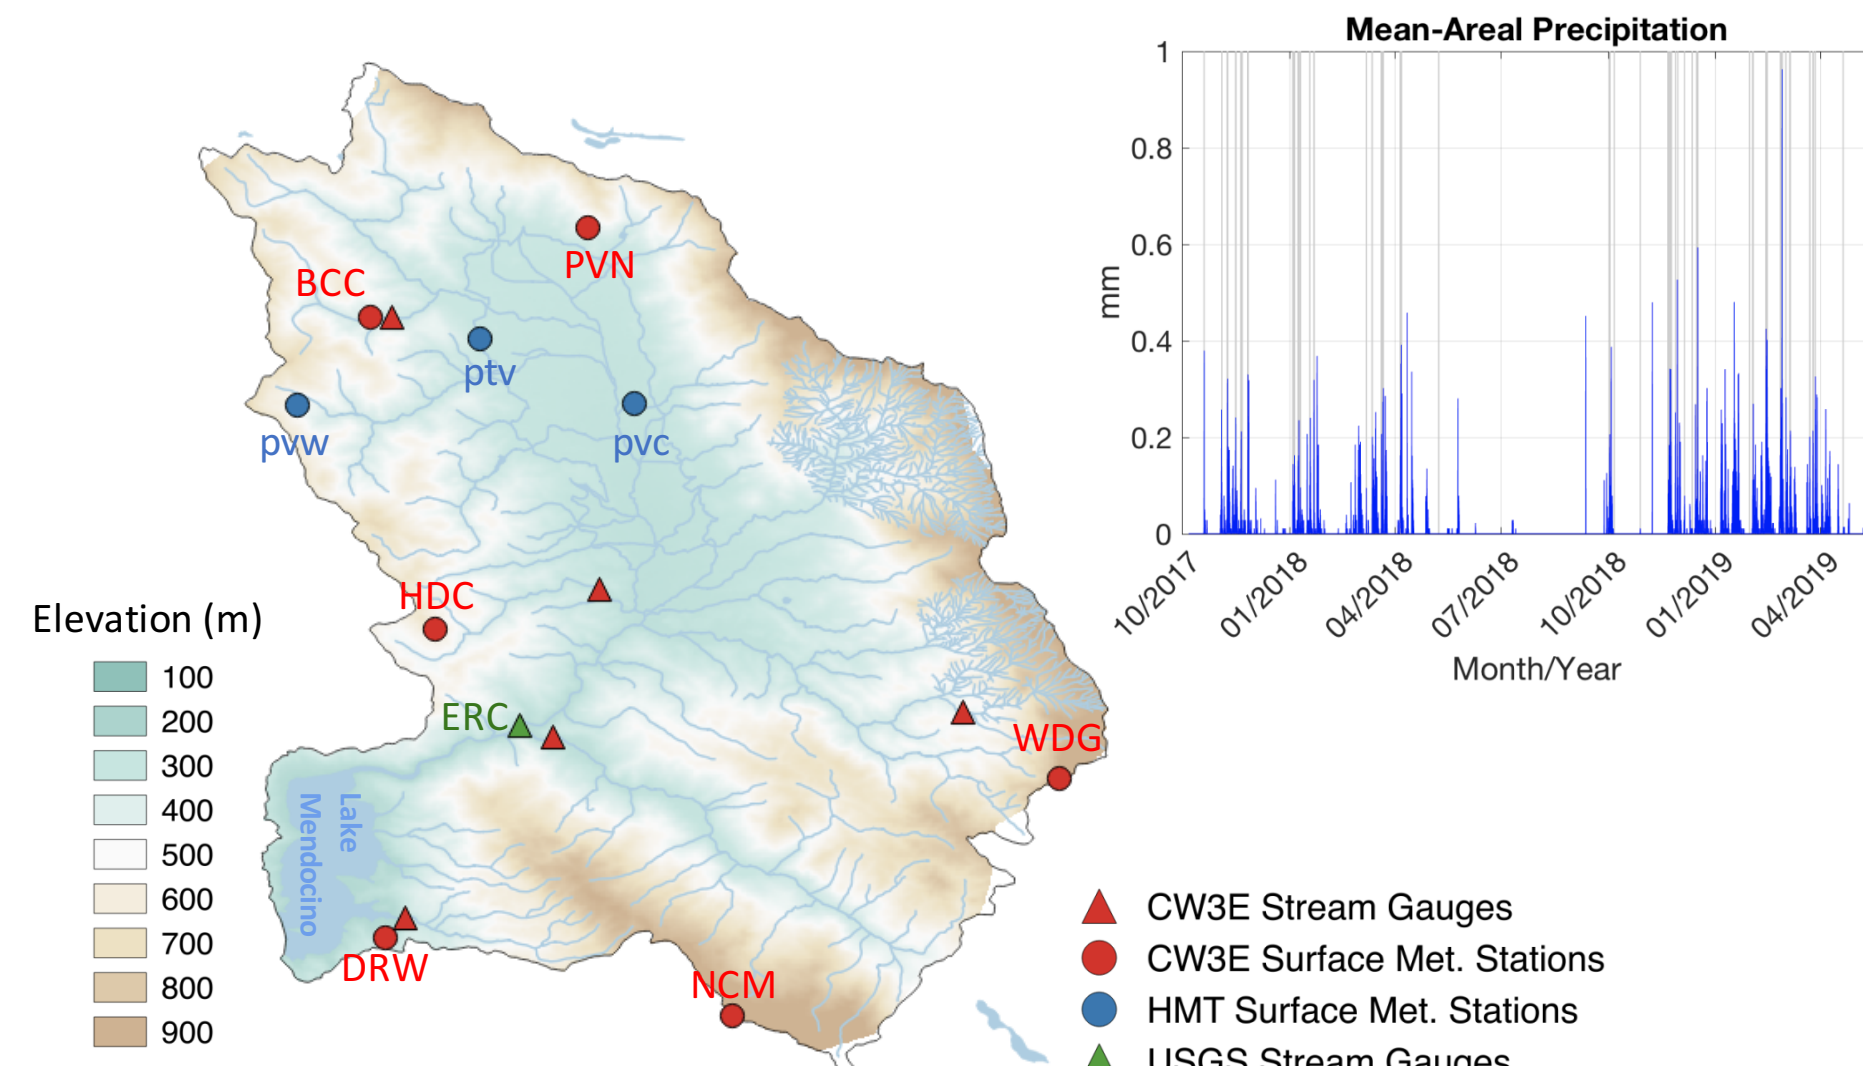 Mean-Areal Precipitation
1
0.8
0.6
0.4
0.2
0
mm
10/2017
01/2018
04/2018
07/2018
10/2018
01/2019
04/2019
Month/Year
PVN
BCC
ptv
pvw
pvc
HDC
ERC
WDG
DRW
NCM
Lake
Mendocino
Elevation (m)
100
200
300
400
500
600
700
800
900
CW3E Stream Gauges
CW3E Surface Met. Stations
HMT Surface Met. Stations
USGS Stream Gauges